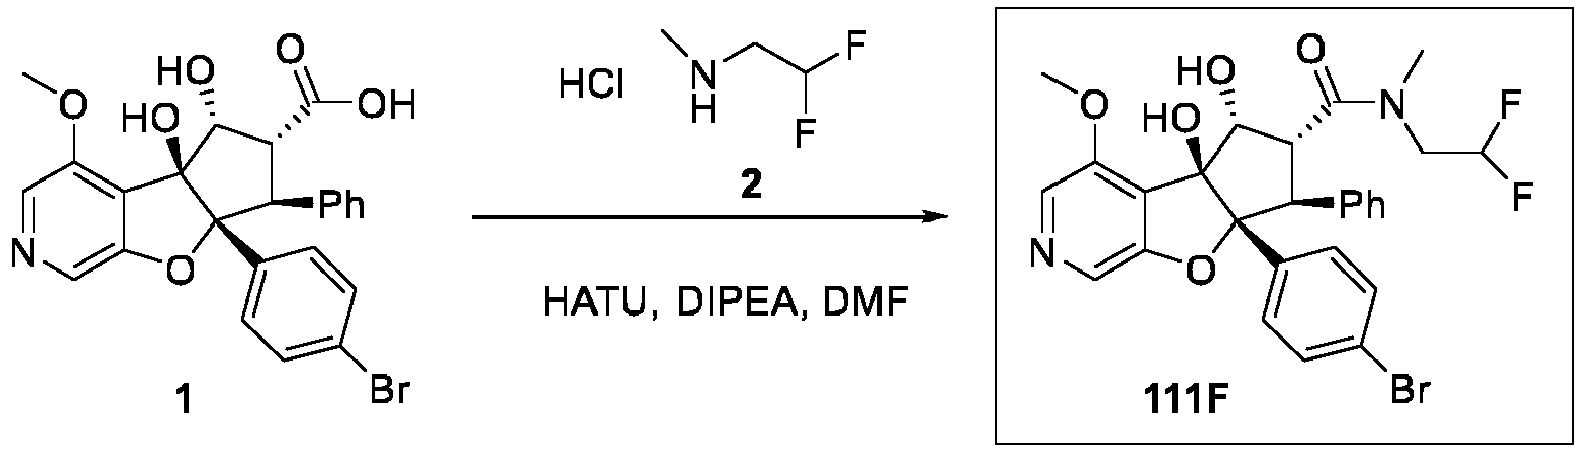 O
HO
HO
O
OH
Ph
N
O
Br
1
HCl
N
H
F
F
2
HATU, DIPEA, DMF
O
HO
HO
O
N
F
F
Ph
N
O
Br
111F